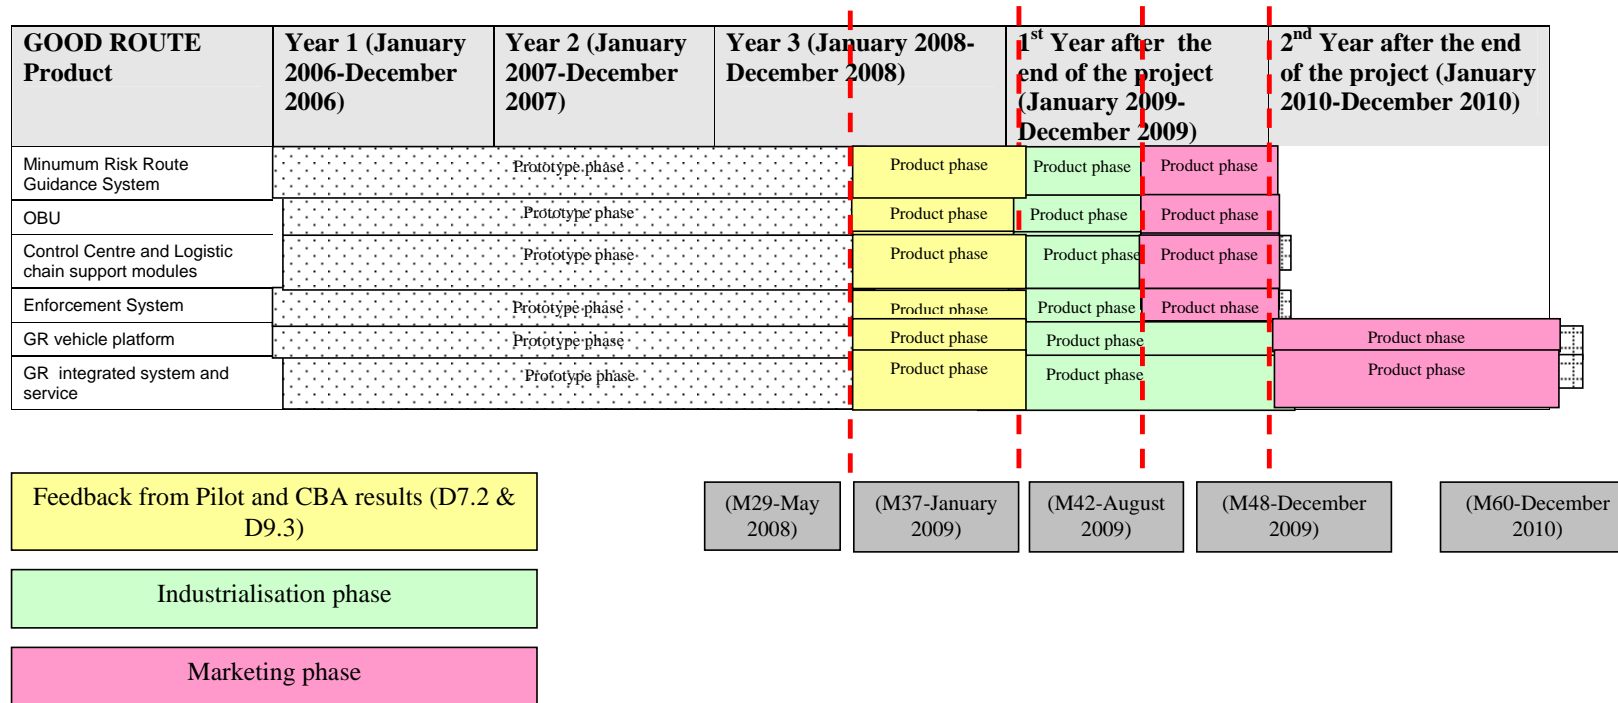 GOOD ROUTE
Product
Year 1 (January
2006-December
2006)
Year 2 (January
2007-December
2007)
Year 3 (January 2008-
December 2008)
1st Year after the
end of the project
(January 2009-
December 2009)
2nd Year after the end
of the project (January
2010-December 2010)
Minumum Risk Route
Guidance System
Prototype phase
Product phase
Product phase
Product phase
OBU
Prototype phase
Product phase
Product phase
Product phase
Control Centre and Logistic
chain support modules
Prototype phase
Product phase
Product phase
Product phase
Enforcement System
Prototype phase
Product phase
Product phase
Product phase
GR vehicle platform
Prototype phase
Product phase
Product phase
Product phase
GR integrated system and
service
Prototype phase
Product phase
Product phase
Product phase
Feedback from Pilot and CBA results (D7.2 &
D9.3)
(M29-May
2008)
(M37-January
2009)
(M42-August
2009)
(M48-December
2009)
(M60-December
2010)
Industrialisation phase
Marketing phase